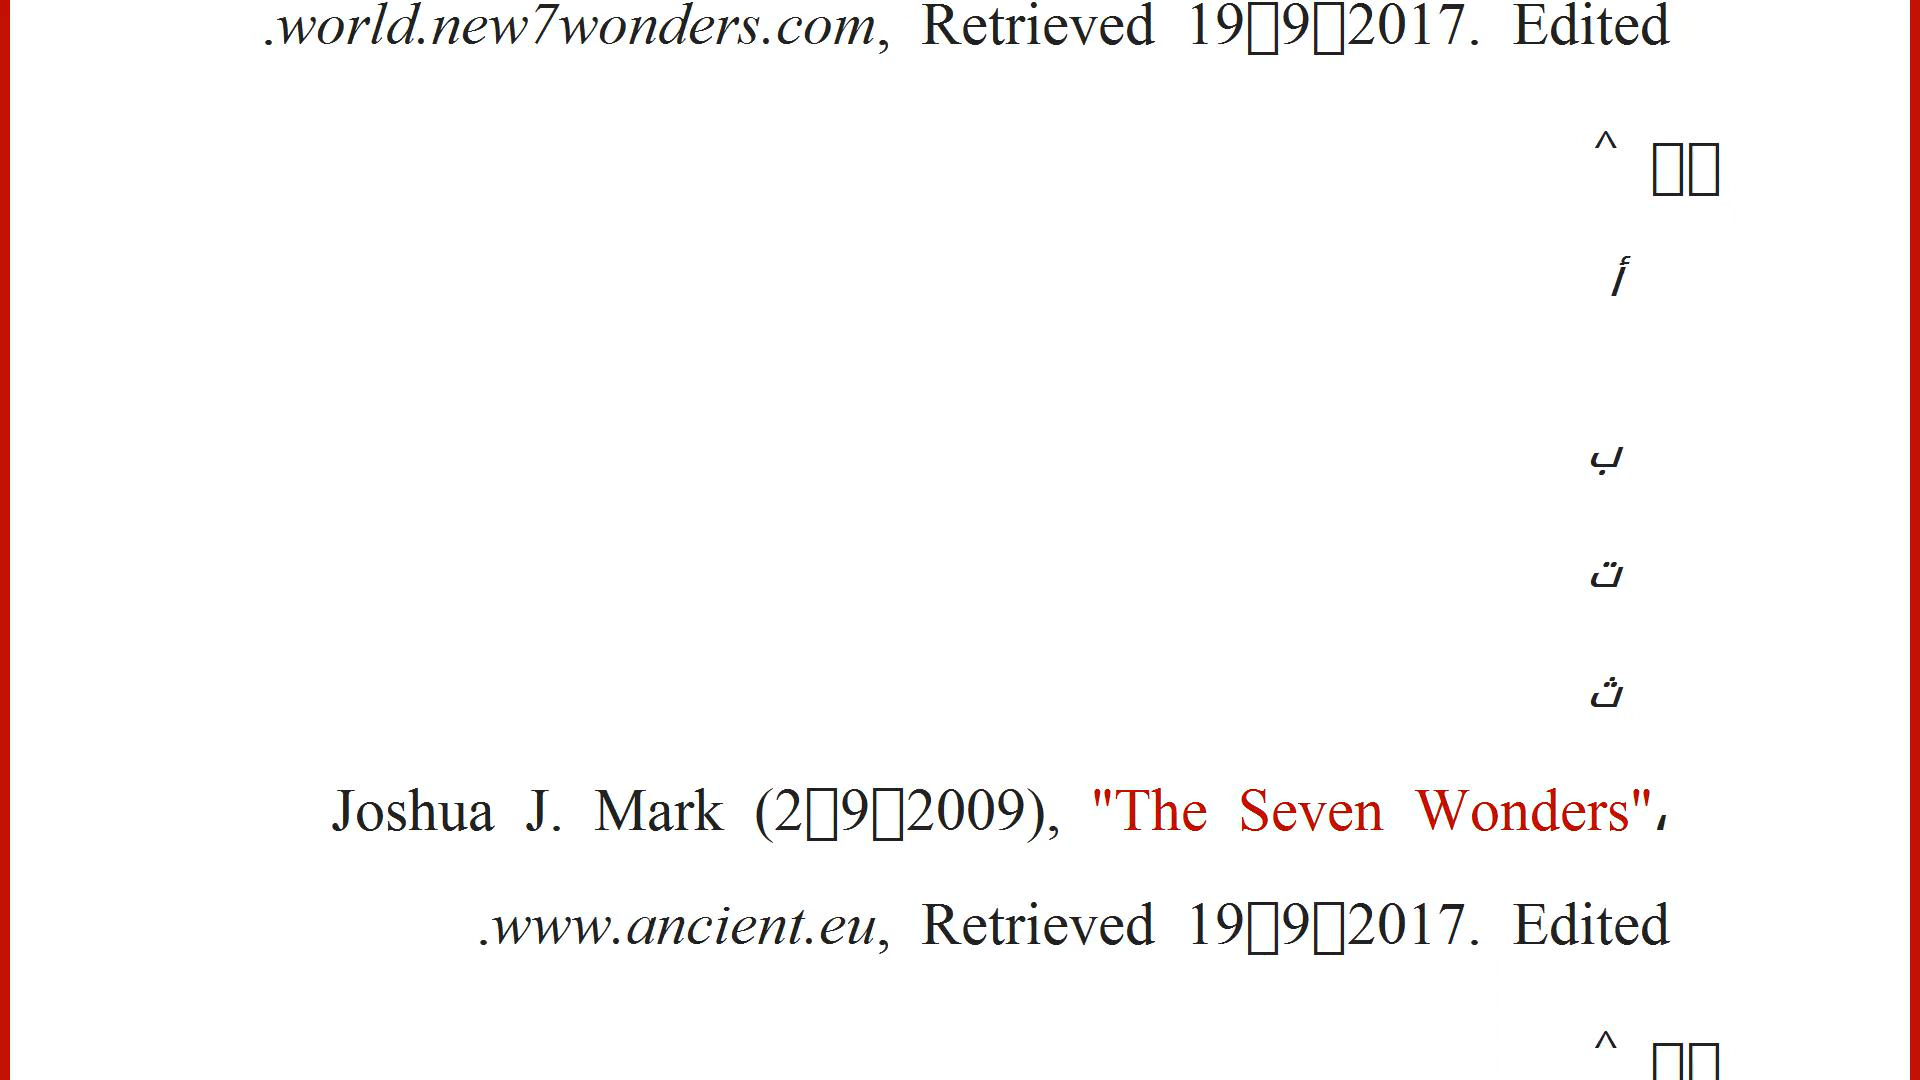 .world.new7wonders.com, Retrieved 19▯9▯2017. Edited
^ ▯▯
أ
ب
ت
ث
Joshua J. Mark (2▯9▯2009), "The Seven Wonders"،
.www.ancient.eu, Retrieved 19▯9▯2017. Edited
^ ▯▯